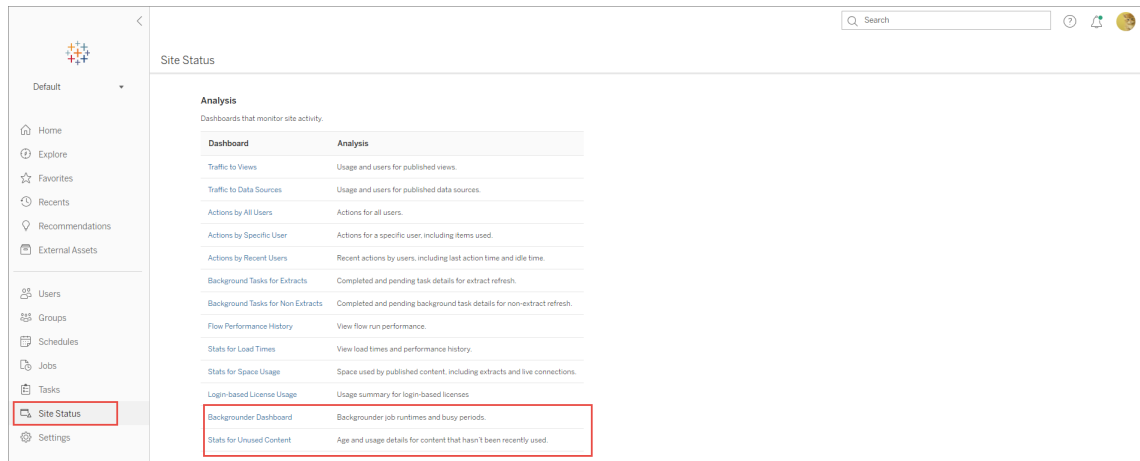 Search
Site Status
Default
Home
Explore
Favorites
Recents
Recommendations
External Assets
Users
Groups
Schedules
Jobs
Tasks
Site Status
Settings
Analysis
Dashboards that monitor site activity.
Dashboard Analysis
Traffic to Views Usage and users for published views.
Traffic to Data Sources Usage and users for published data sources.
Actions by All Users Actions for all users.
Actions by Specific User Actions for a specific user, including items used.
Actions by Recent Users Recent actions by users, including last action time and idle time.
Background Tasks for Extracts Completed and pending task details for extract refresh.
Background Tasks for Non Extracts Completed and pending background task details for non-extract refresh.
Flow Performance History View flow run performance.
Stats for Load Times View load times and performance history.
Stats for Space Usage Space used by published content, including extracts and live connections.
Login-based License Usage Usage summary for login-based licenses
Backgrounder Dashboard Backgrounder job runtimes and busy periods.
Stats for Unused Content Age and usage details for content that hasn't been recently used.